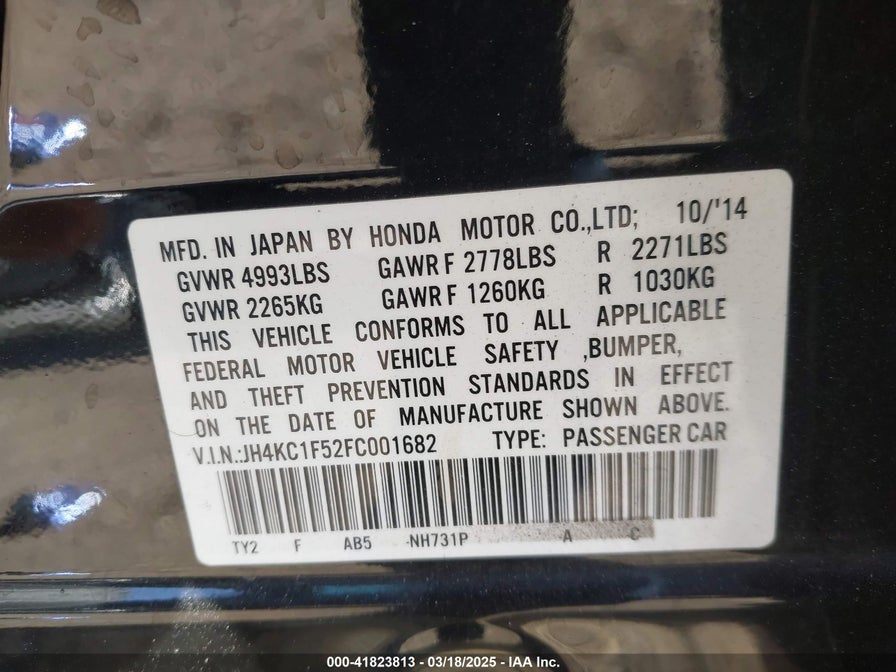 MFD. IN JAPAN BY HONDA MOTOR CO.,LTD; 10/'14
GVWR 4993LBS GAWR F 2778LBS R 2271LBS
GVWR 2265KG GAWR F 1260KG R 1030KG
THIS VEHICLE CONFORMS TO ALL APPLICABLE
FEDERAL MOTOR VEHICLE SAFETY ,BUMPER,
AND THEFT PREVENTION STANDARDS IN EFFECT
ON THE DATE OF MANUFACTURE SHOWN ABOVE.
V.I.N.:JH4KC1F52FC001682 TYPE: PASSENGER CAR
TY2 F AB5 -NH731P A C
000-41823813 - 03/18/2025 - IAA Inc.